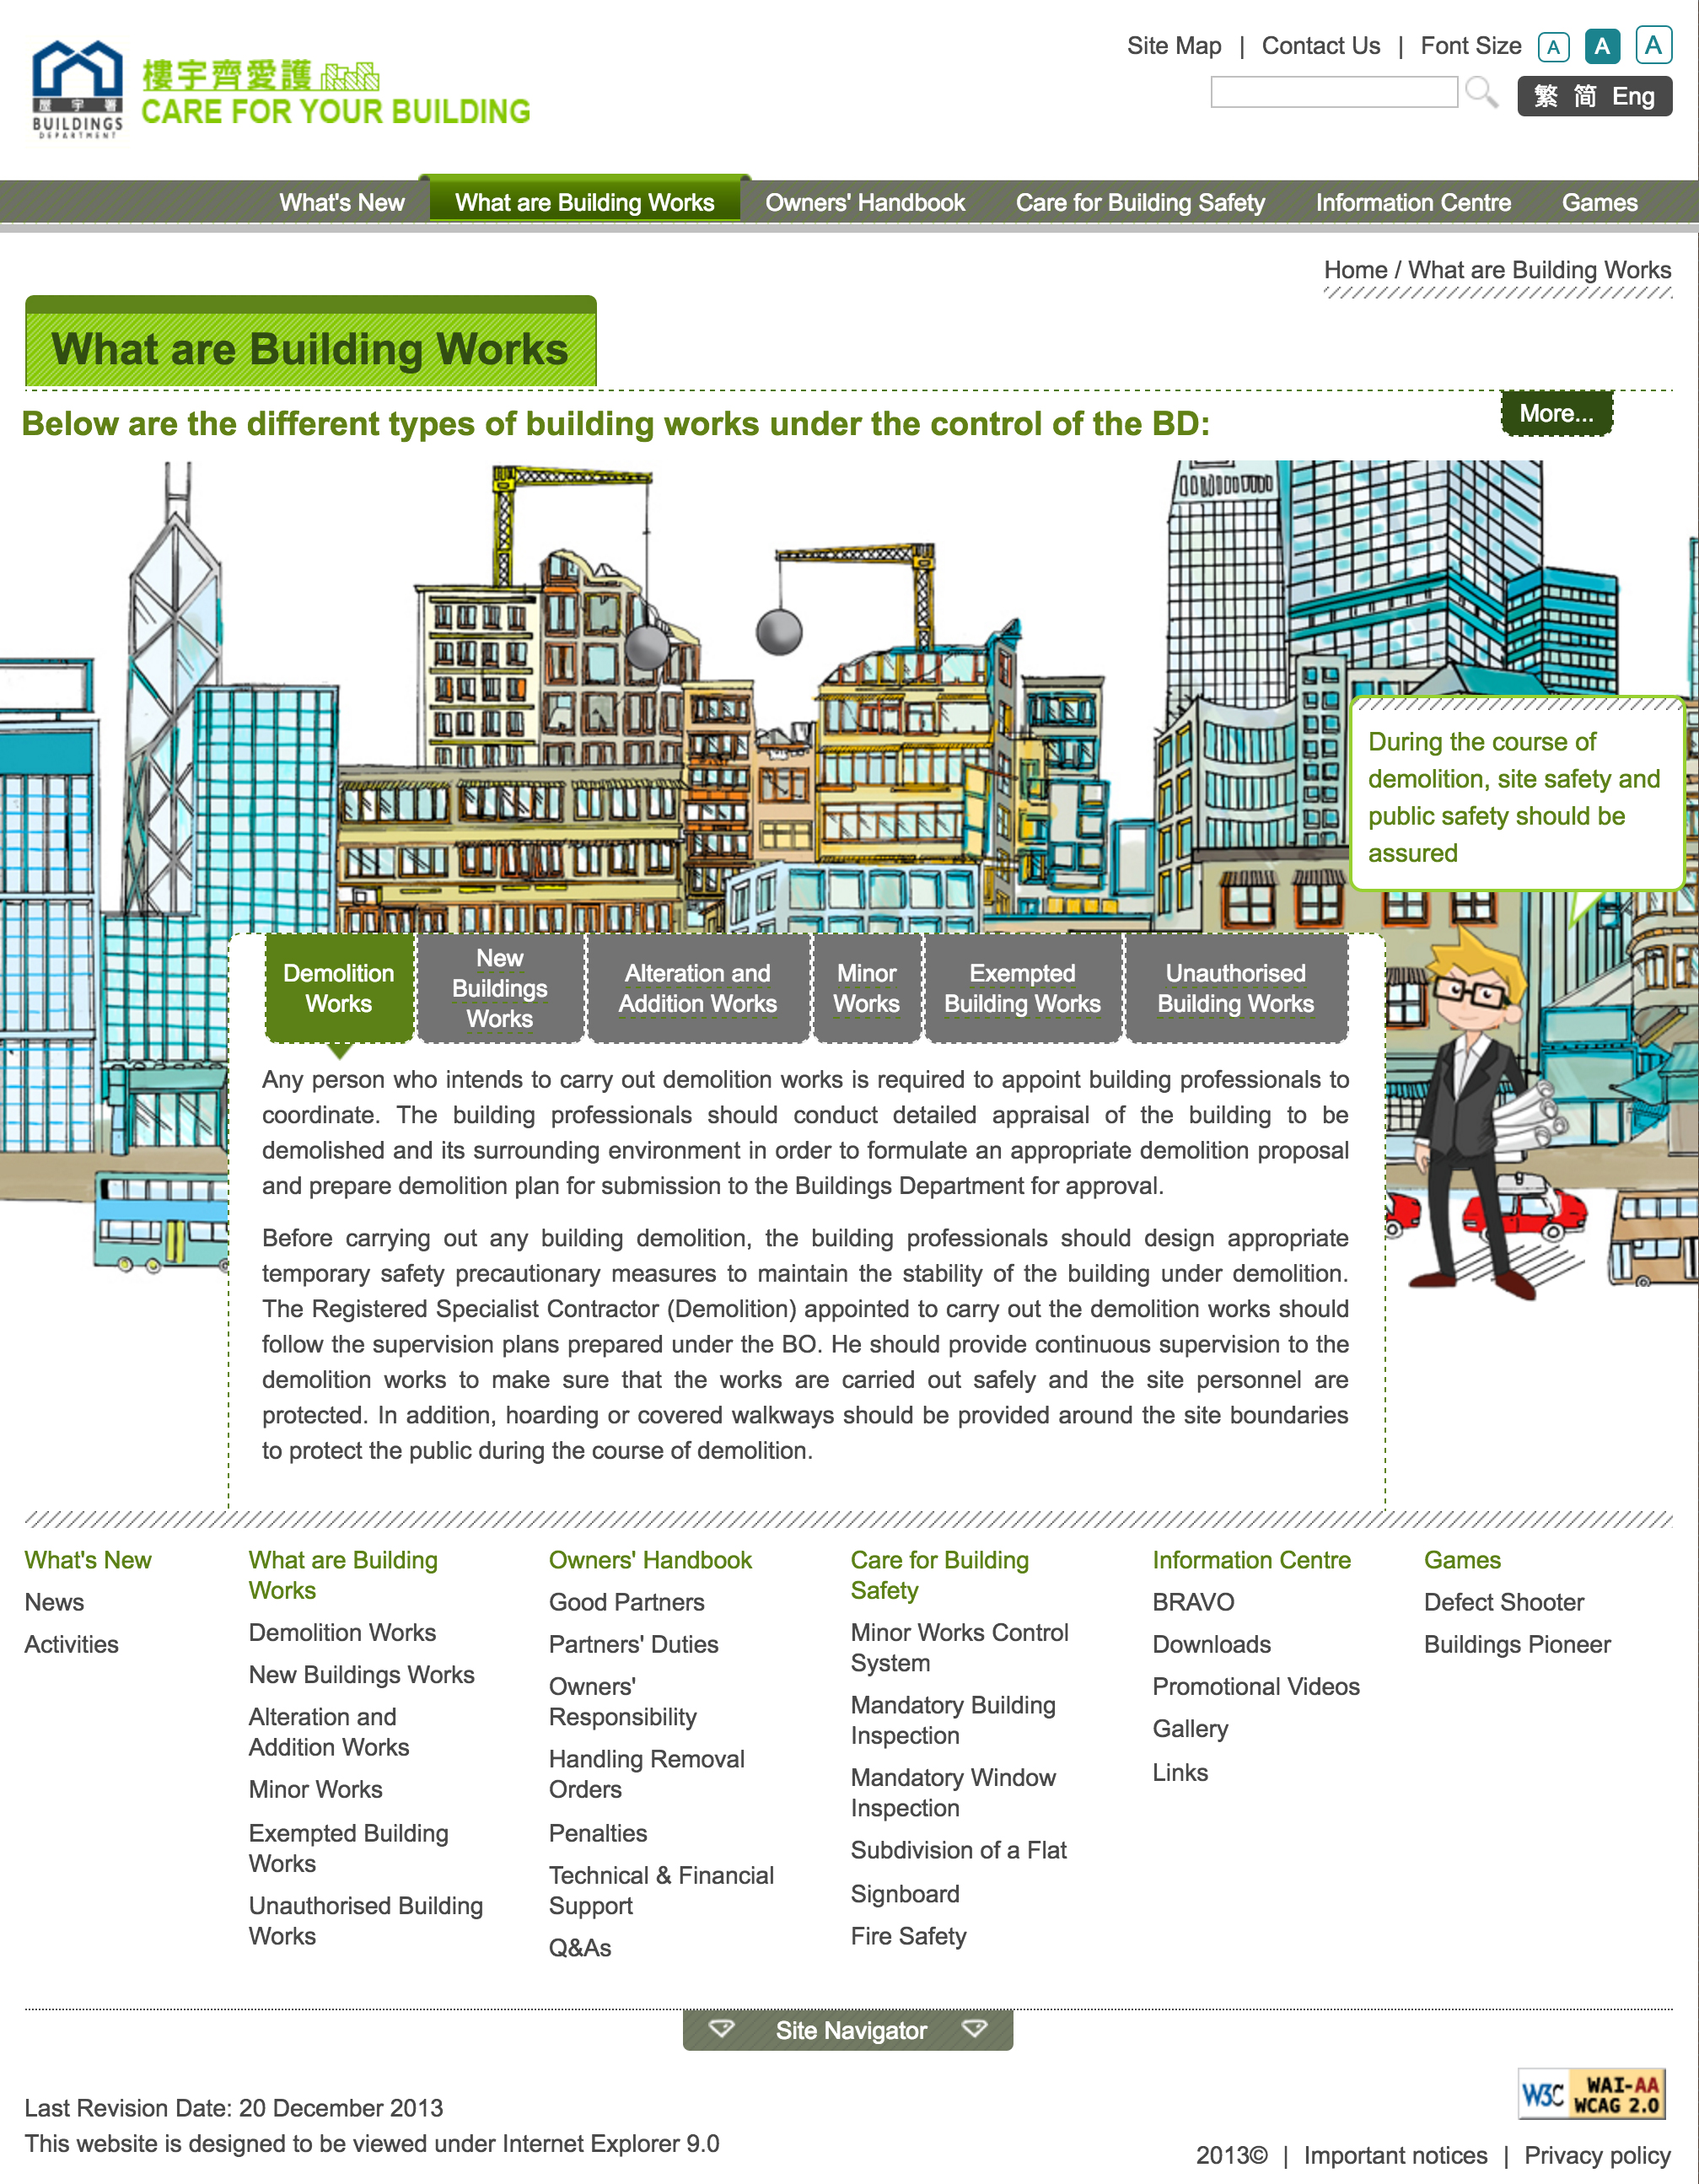 屋宇署
BUILDINGS
DEPARTMENT
樓宇齊愛護
CARE FOR YOUR BUILDING
Site Map | Contact Us | Font Size A A A
繁 简 Eng
What's New What are Building Works Owners' Handbook Care for Building Safety Information Centre Games
Home / What are Building Works
What are Building Works
Below are the different types of building works under the control of the BD:
More...
During the course of
demolition, site safety and
public safety should be
assured
Demolition
Works
New
Buildings
Works
Alteration and
Addition Works
Minor
Works
Exempted
Building Works
Unauthorised
Building Works
Any person who intends to carry out demolition works is required to appoint building professionals to
coordinate. The building professionals should conduct detailed appraisal of the building to be
demolished and its surrounding environment in order to formulate an appropriate demolition proposal
and prepare demolition plan for submission to the Buildings Department for approval.
Before carrying out any building demolition, the building professionals should design appropriate
temporary safety precautionary measures to maintain the stability of the building under demolition.
The Registered Specialist Contractor (Demolition) appointed to carry out the demolition works should
follow the supervision plans prepared under the BO. He should provide continuous supervision to the
demolition works to make sure that the works are carried out safely and the site personnel are
protected. In addition, hoarding or covered walkways should be provided around the site boundaries
to protect the public during the course of demolition.
What's New
News
Activities
What are Building
Works
Demolition Works
New Buildings Works
Alteration and
Addition Works
Minor Works
Exempted Building
Works
Unauthorised Building
Works
Owners' Handbook
Good Partners
Partners' Duties
Owners'
Responsibility
Handling Removal
Orders
Penalties
Technical & Financial
Support
Q&As
Care for Building
Safety
Minor Works Control
System
Mandatory Building
Inspection
Mandatory Window
Inspection
Subdivision of a Flat
Signboard
Fire Safety
Information Centre
BRAVO
Downloads
Promotional Videos
Gallery
Links
Games
Defect Shooter
Buildings Pioneer
Site Navigator
W3C WAI-AA
WCAG 2.0
Last Revision Date: 20 December 2013
This website is designed to be viewed under Internet Explorer 9.0
2013© | Important notices | Privacy policy